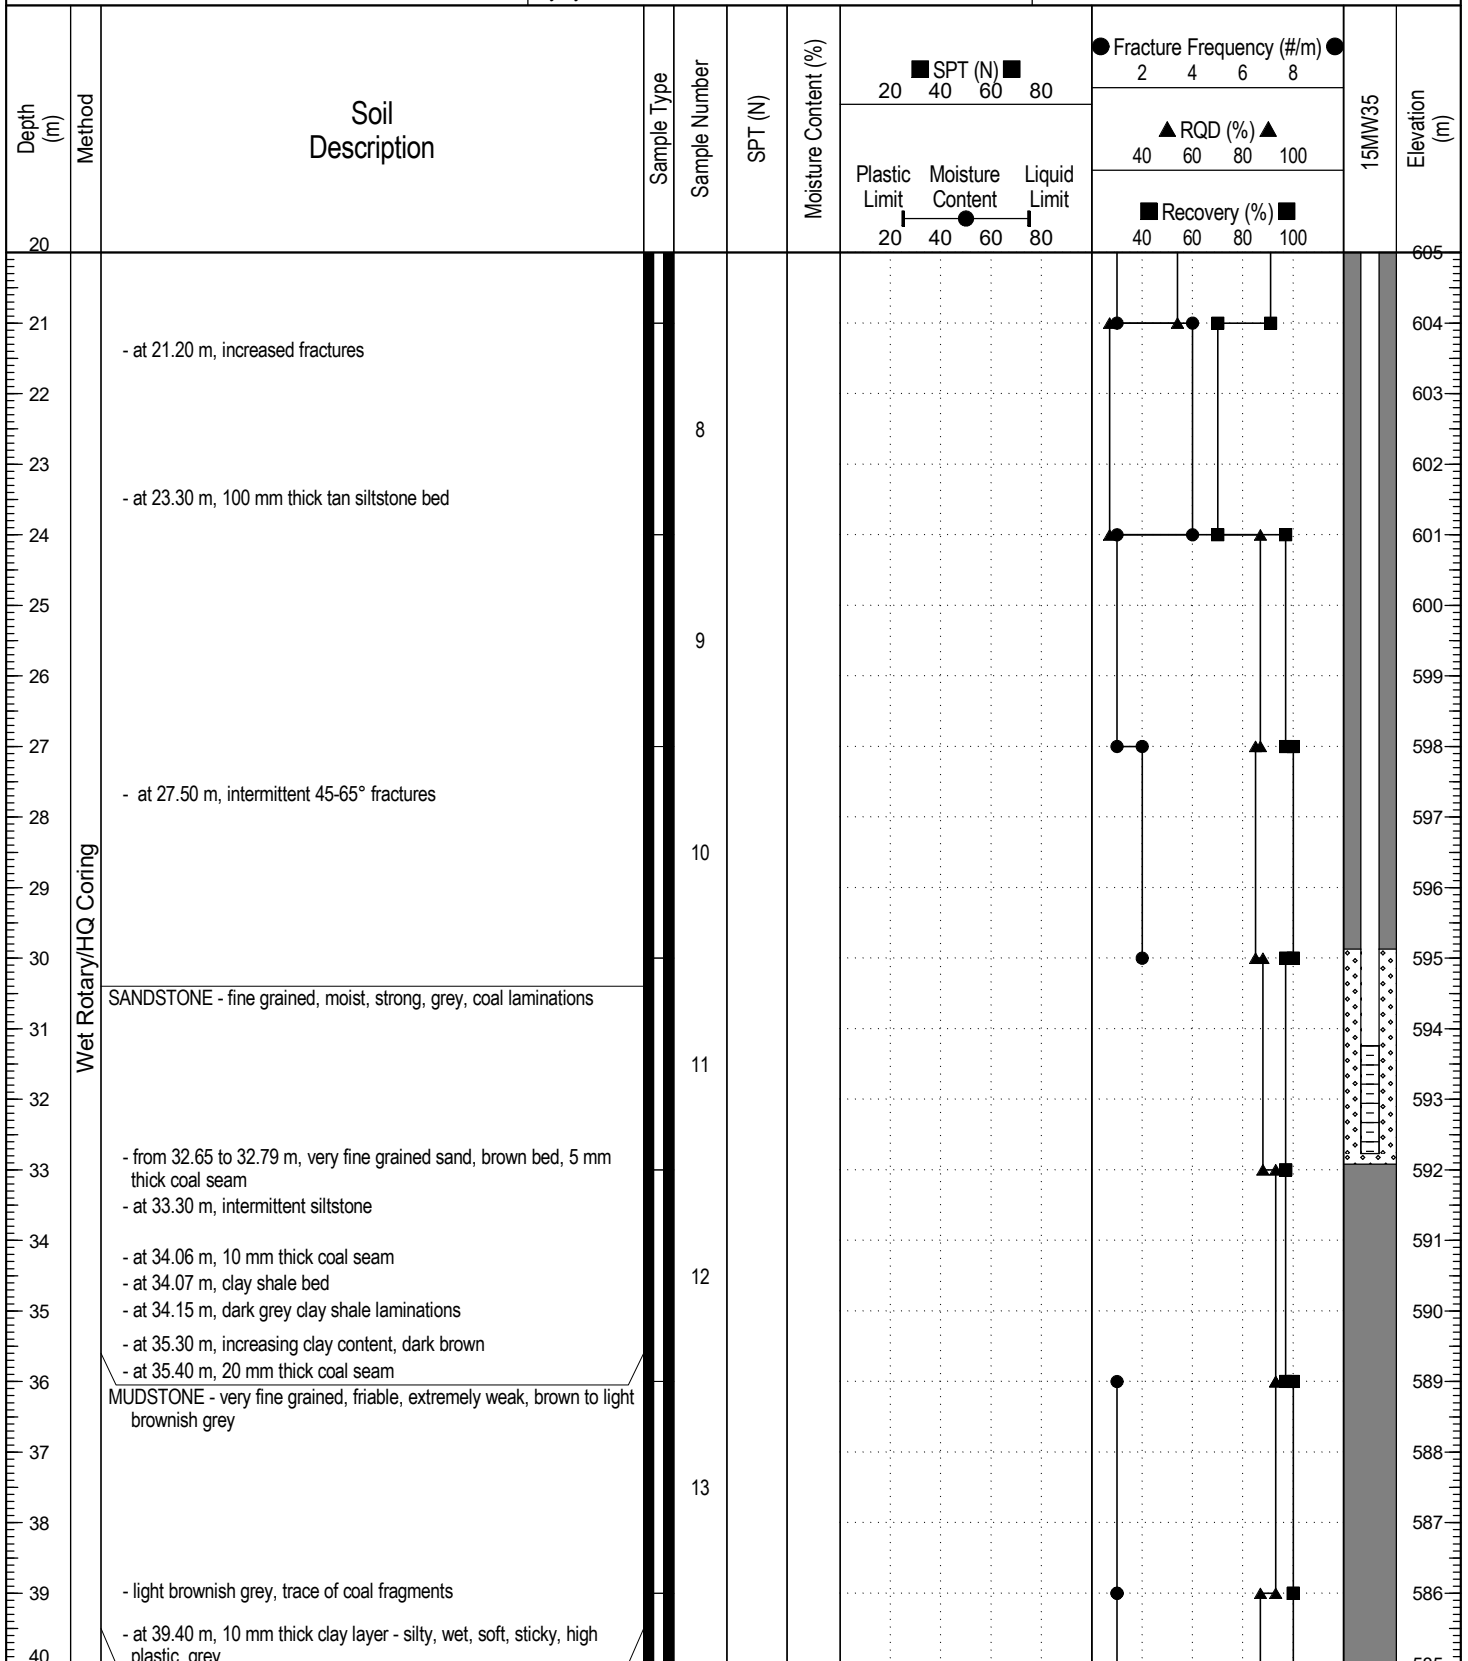 Depth
(m)
Method
Soil
Description
Sample Type
Sample Number
SPT (N)
Moisture Content (%)
SPT (N)
20 40 60 80
Plastic Moisture Liquid
Limit Content Limit
20 40 60 80
Fracture Frequency (#/m)
2 4 6 8
RQD (%)
40 60 80 100
Recovery (%)
40 60 80 100
15MW35
Elevation
(m)
20
605
21
604
- at 21.20 m, increased fractures
22
603
8
23
602
- at 23.30 m, 100 mm thick tan siltstone bed
24
601
25
600
9
26
599
27
598
- at 27.50 m, intermittent 45-65° fractures
28
597
10
29
596
Wet Rotary/HQ Coring
30
595
SANDSTONE - fine grained, moist, strong, grey, coal laminations
31
594
11
32
593
- from 32.65 to 32.79 m, very fine grained sand, brown bed, 5 mm
thick coal seam
33
592
- at 33.30 m, intermittent siltstone
34
591
- at 34.06 m, 10 mm thick coal seam
12
- at 34.07 m, clay shale bed
- at 34.15 m, dark grey clay shale laminations
35
590
- at 35.30 m, increasing clay content, dark brown
- at 35.40 m, 20 mm thick coal seam
36
589
MUDSTONE - very fine grained, friable, extremely weak, brown to light
brownish grey
37
588
13
38
587
- light brownish grey, trace of coal fragments
39
586
- at 39.40 m, 10 mm thick clay layer - silty, wet, soft, sticky, high
plastic, grey
40
585